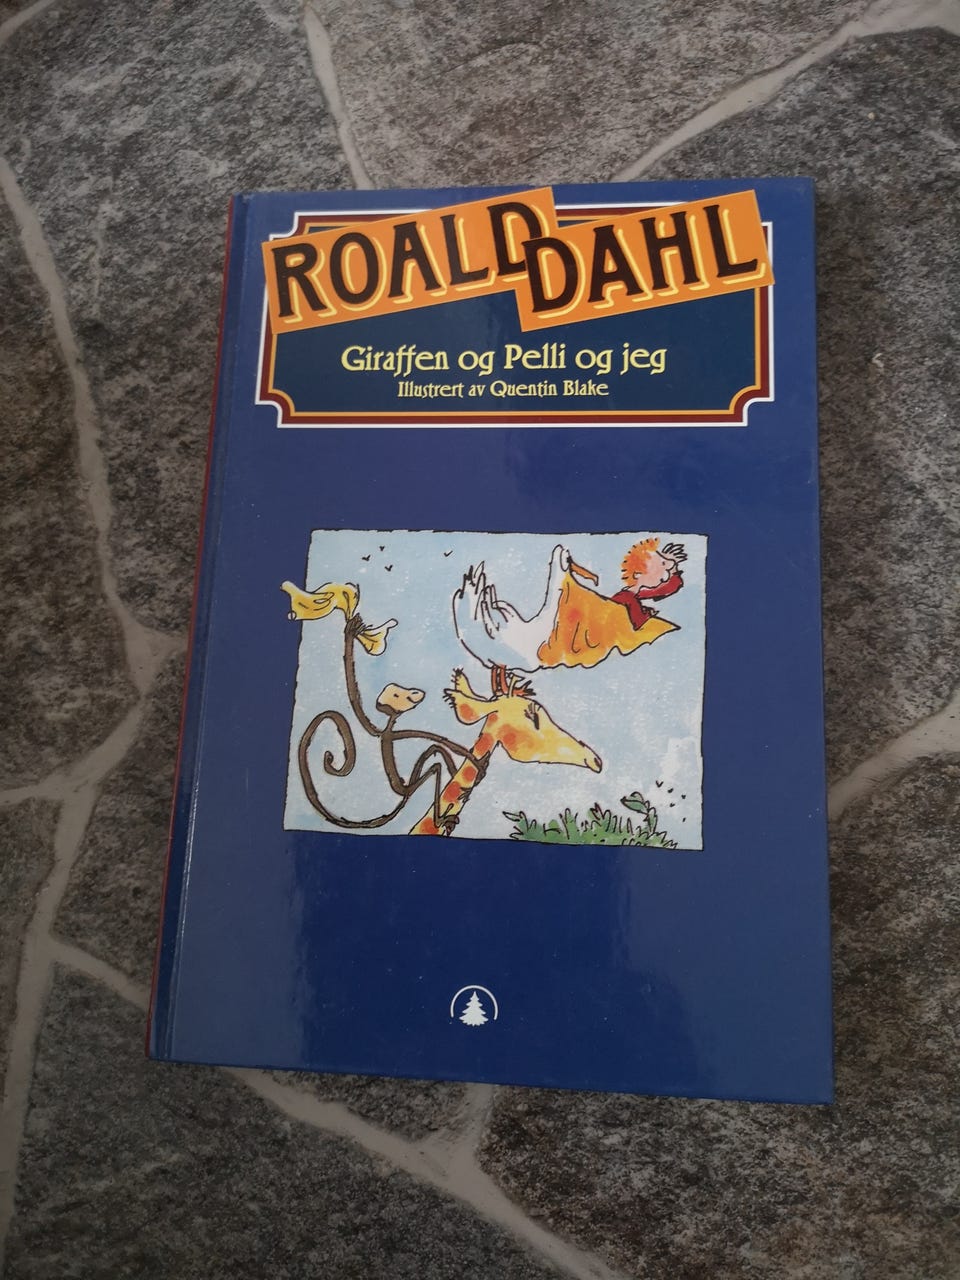 ROALD DAHL
Giraffen og Pelli og jeg
Illustrert av Quentin Blake